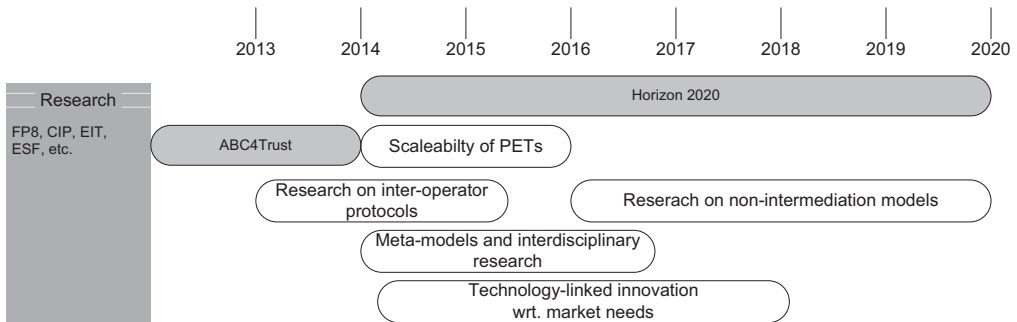 2013 2014 2015 2016 2017 2018 2019 2020
Research
Horizon 2020
FP8, CIP, EIT,
ESF, etc.
ABC4Trust
Scaleabilty of PETs
Research on inter-operator
protocols
Reserach on non-intermediation models
Meta-models and interdisciplinary
research
Technology-linked innovation
wrt. market needs